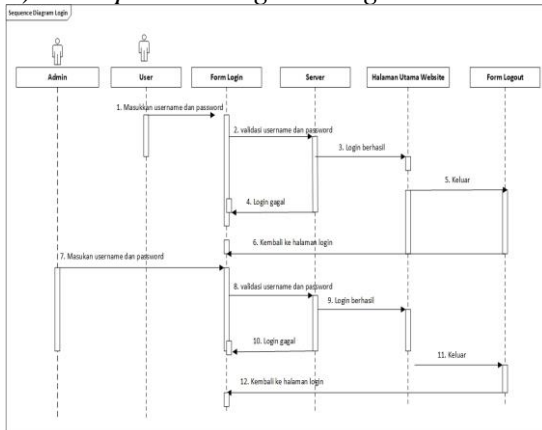 Sequence Diagram Login
Admin
User
Form Login
Server
Halaman Utama Website
Form Logout
1. Masukkan username dan password
2. validasi username dan password
3. Login berhasil
5. Keluar
4. Login gagal
6. Kembali ke halaman login
7. Masukan username dan password
8. validasi username dan password
9. Login berhasil
10. Login gagal
11. Keluar
12. Kembali ke halaman login